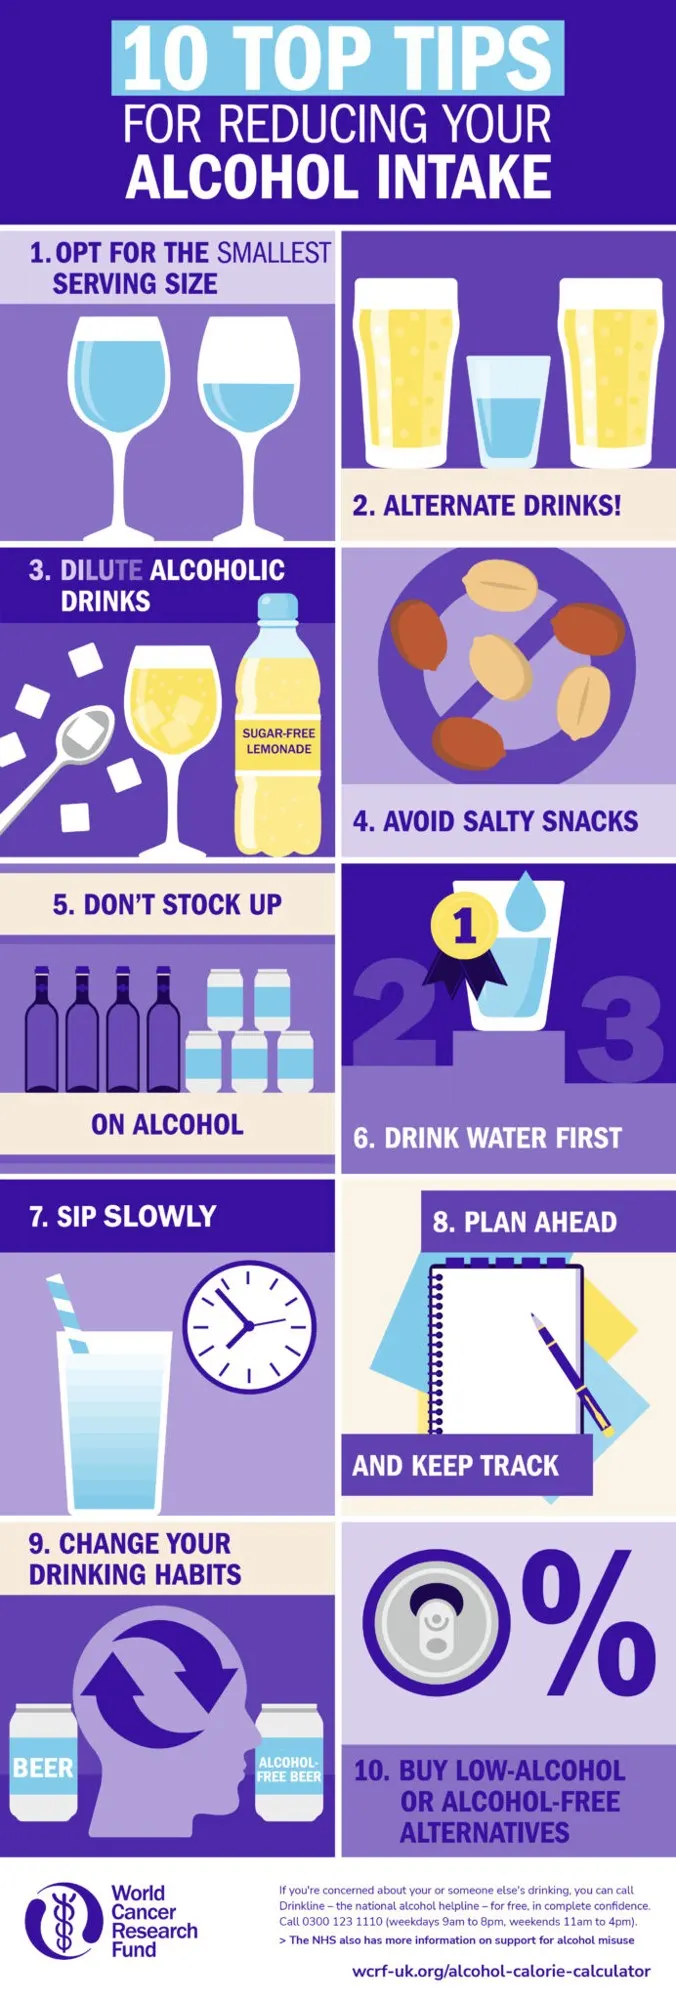 10 TOP TIPS
FOR REDUCING YOUR
ALCOHOL INTAKE
1. OPT FOR THE SMALLEST
SERVING SIZE
2. ALTERNATE DRINKS!
3. DILUTE ALCOHOLIC
DRINKS
SUGAR-FREE
LEMONADE
4. AVOID SALTY SNACKS
5. DON'T STOCK UP
ON ALCOHOL
1
2
3
6. DRINK WATER FIRST
7. SIP SLOWLY
8. PLAN AHEAD
AND KEEP TRACK
9. CHANGE YOUR
DRINKING HABITS
BEER
ALCOHOL-
FREE BEER
%
10. BUY LOW-ALCOHOL
OR ALCOHOL-FREE
ALTERNATIVES
World
Cancer
Research
Fund
If you're concerned about your or someone else's drinking, you can call
Drinkline – the national alcohol helpline – for free, in complete confidence.
Call 0300 123 1110 (weekdays 9am to 8pm, weekends 11am to 4pm).
> The NHS also has more information on support for alcohol misuse
wcrf-uk.org/alcohol-calorie-calculator